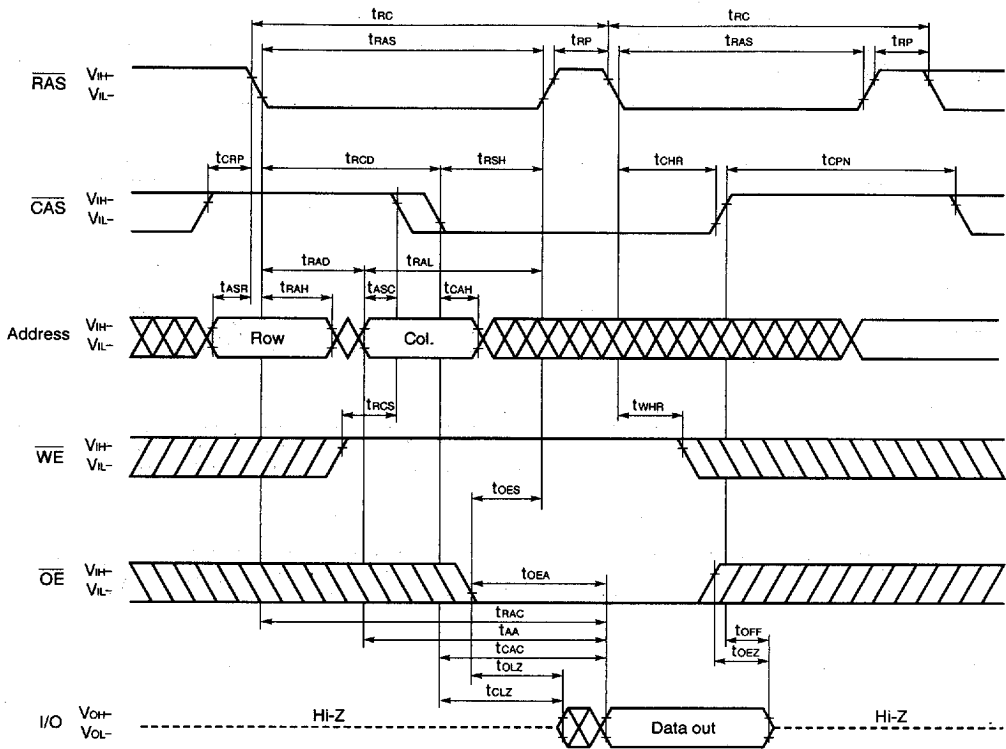 tRC tRC
tRAS tRP tRAS tRP
RAS VIH– VIL–
tCRP tRCD tRSH tCHR tCPN
CAS VIH– VIL–
tRAD tRAL
tASR tRAH tASC tCAH
Address VIH– VIL– Row Col.
tRCS tWHR
WE VIH– VIL–
tOES
OE VIH– VIL–
tOEA
tRAC
tAA
tCAC
tOLZ
tCLZ
tOFF
tOEZ
I/O VOH– VOL– Hi-Z Data out Hi-Z